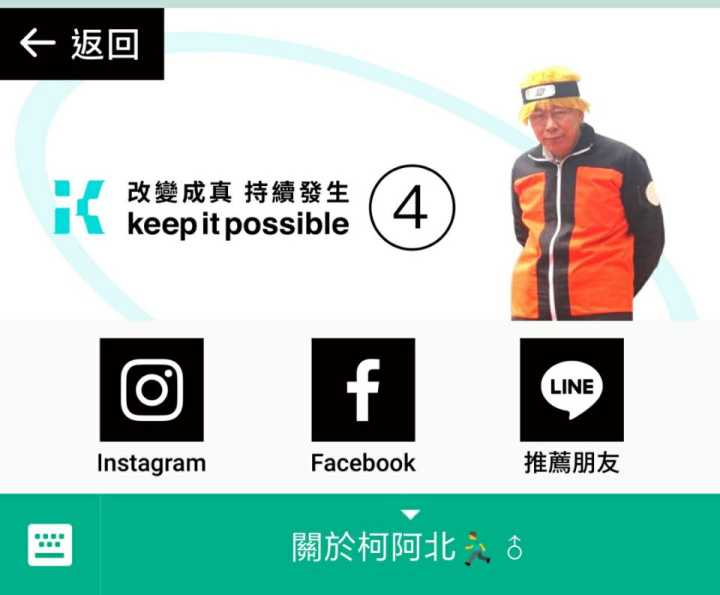 ← 返回
改變成真 持續發生
keep it possible
④
Instagram
Facebook
LINE
推薦朋友
關於柯阿北🏃♂